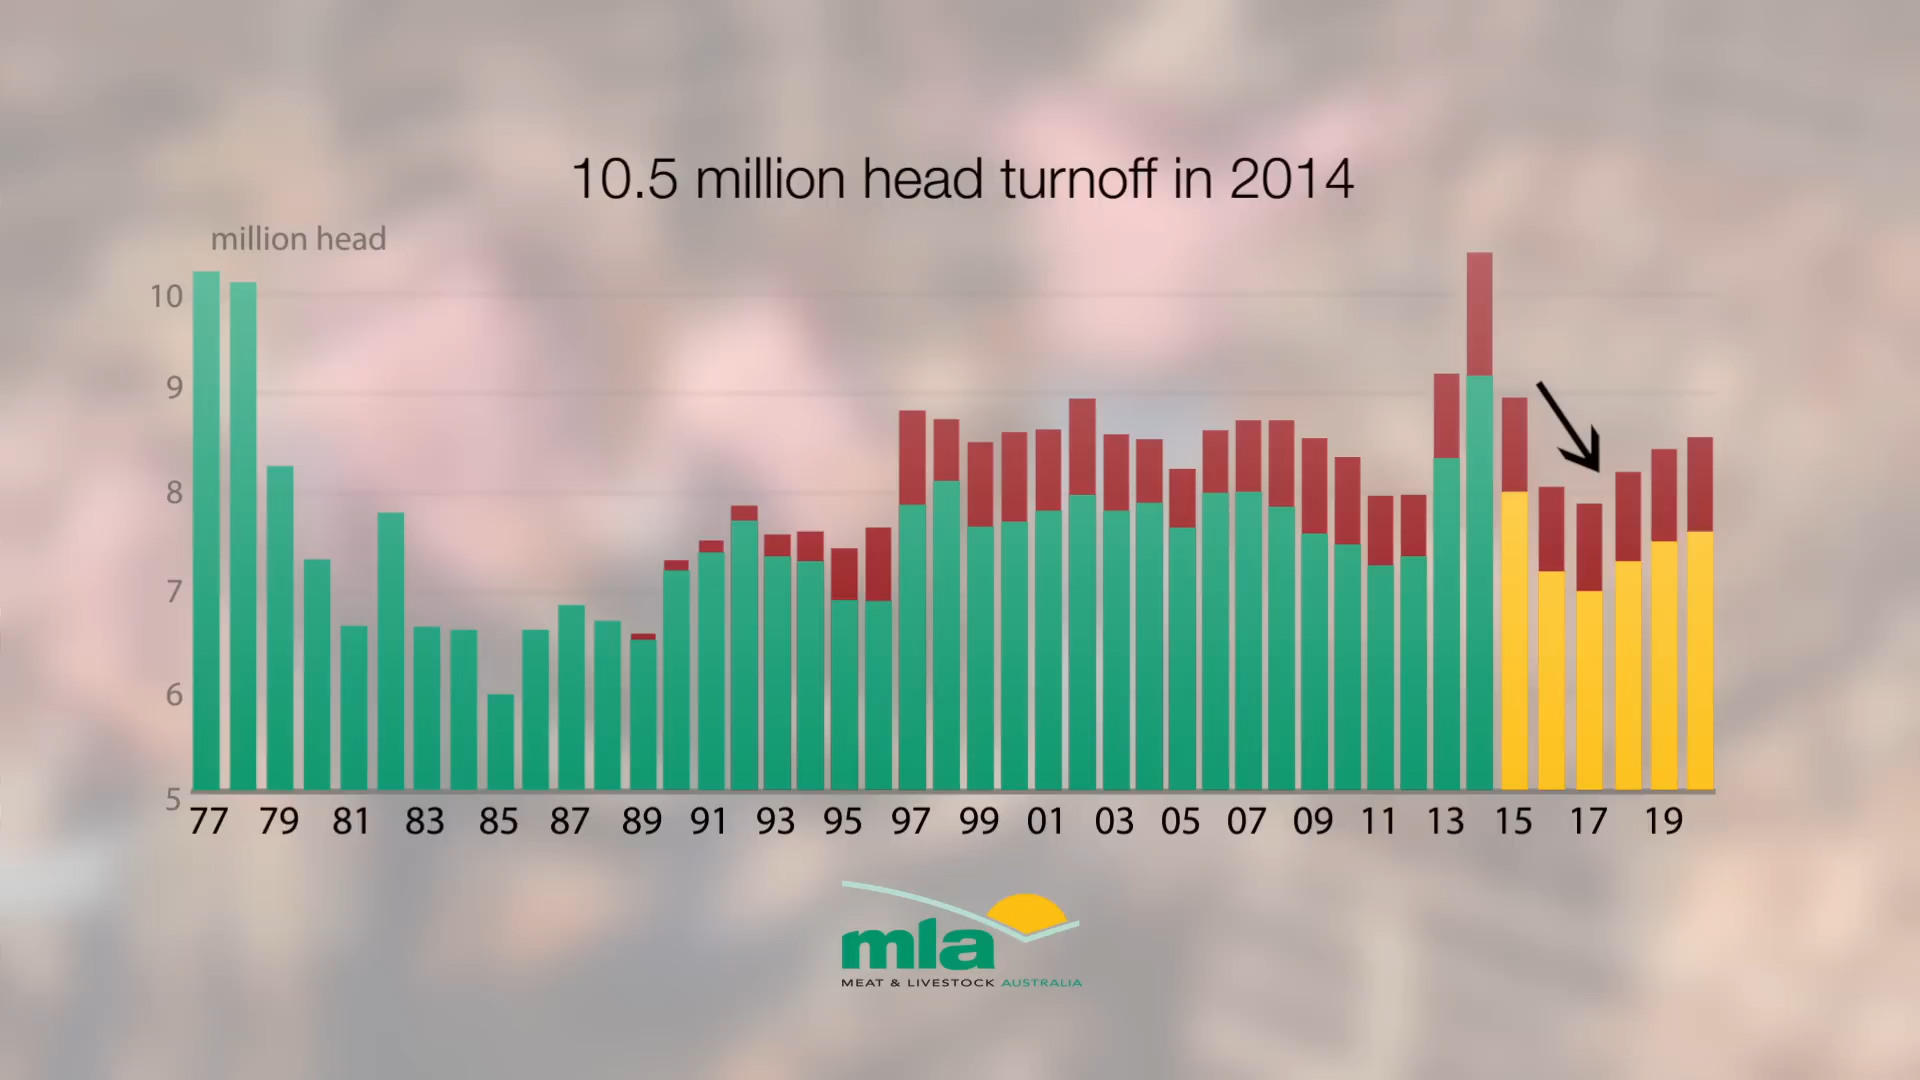 10.5 million head turnoff in 2014
million head
10
9
8
7
6
5
77 79 81 83 85 87 89 91 93 95 97 99 01 03 05 07 09 11 13 15 17 19
mla
MEAT & LIVESTOCK AUSTRALIA